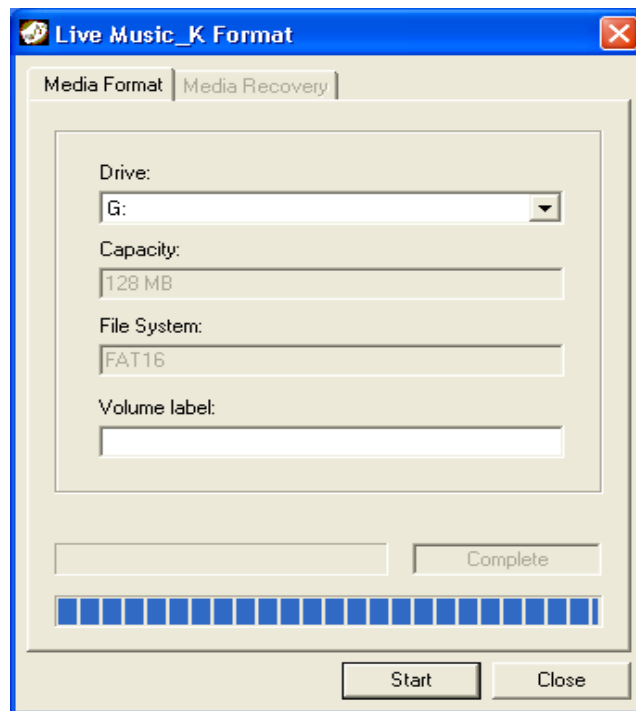 Live Music_K Format
Media Format Media Recovery
Drive:
G:
Capacity:
128 MB
File System:
FAT16
Volume label:
Complete
Start Close